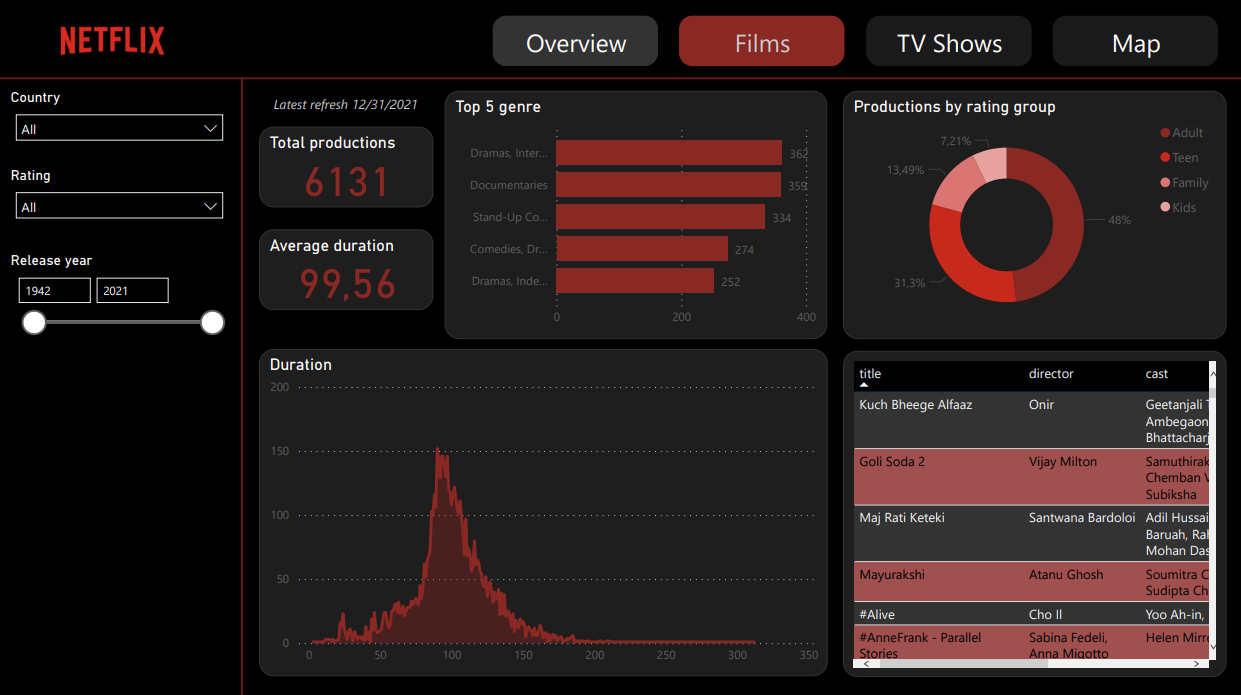 NETFLIX
Overview
Films
TV Shows
Map
Country
All
Rating
All
Release year
1942
2021
Latest refresh 12/31/2021
Total productions
6131
Average duration
99,56
Top 5 genre
Dramas, Inter...
362
Documentaries
359
Stand-Up Co...
334
Comedies, Dr...
274
Dramas, Inde...
252
0
200
400
Productions by rating group
7,21%
13,49%
31,3%
48%
Adult
Teen
Family
Kids
Duration
200
150
100
50
0
0
50
100
150
200
250
300
350
title director cast
Kuch Bheege Alfaaz Onir Geetanjali
Ambegaon
Bhattacharj
Goli Soda 2 Vijay Milton Samuthirak
Chemban
Subiksha
Maj Rati Keteki Santwana Bardoloi Adil Hussai
Baruah, Ra
Mohan Das
Mayurakshi Atanu Ghosh Soumitra C
Sudipta Ch
#Alive Cho Il Yoo Ah-in,
#AnneFrank - Parallel Sabina Fedeli, Helen Mirre
Stories Anna Migotto